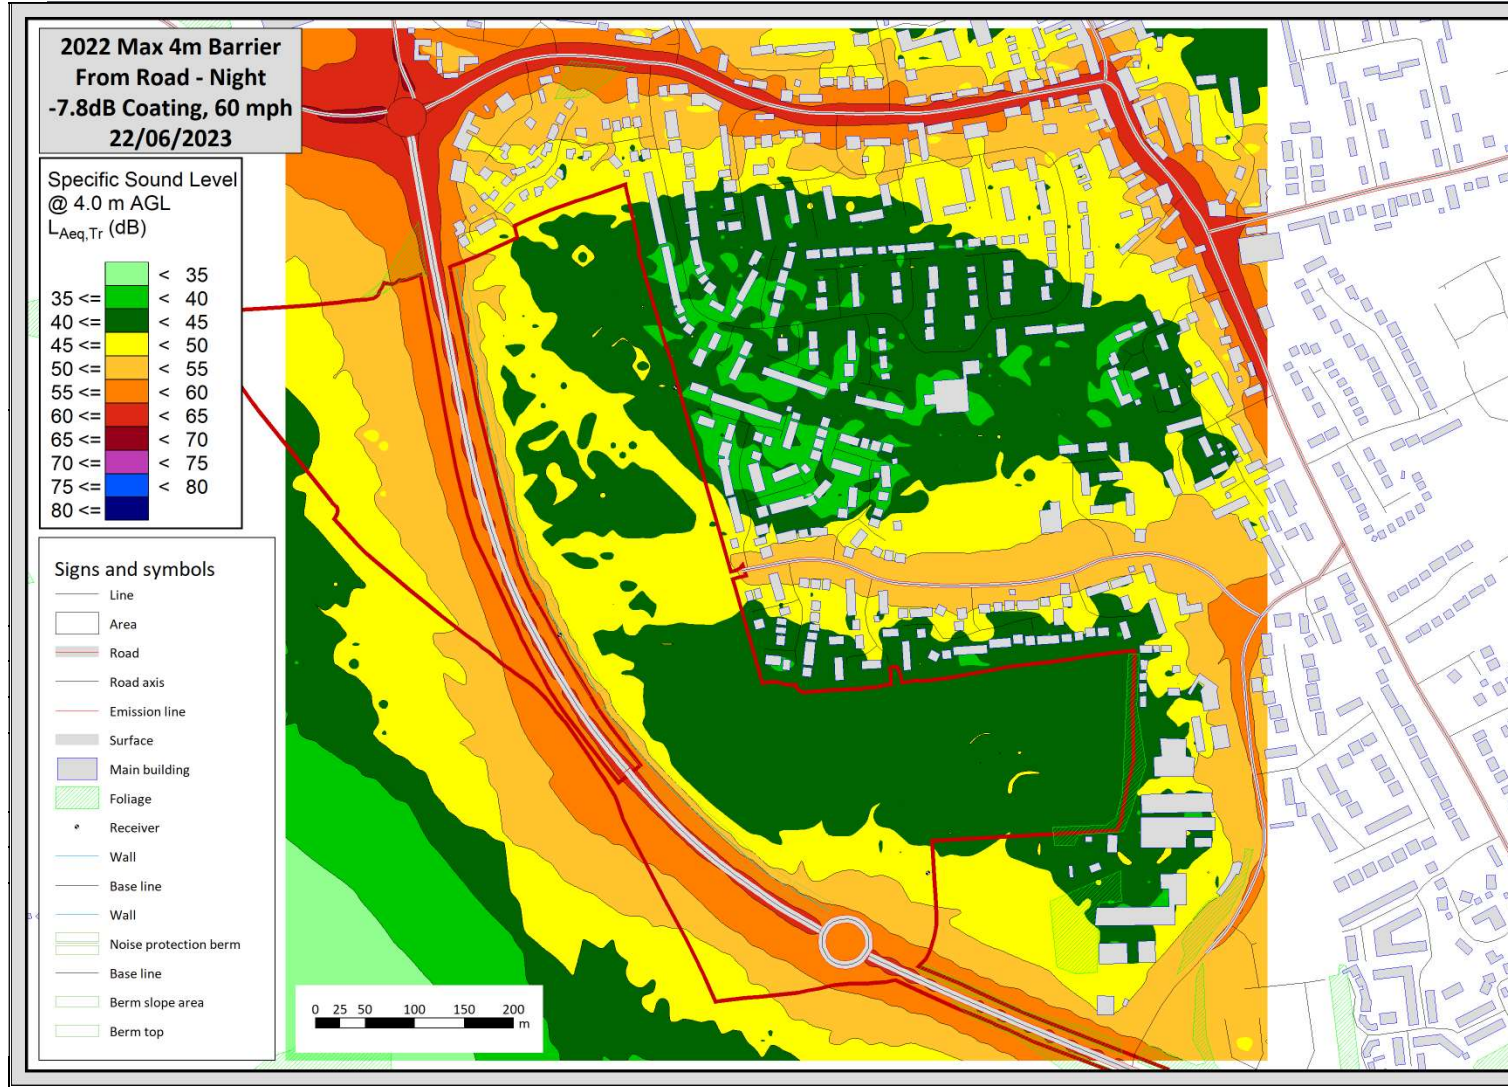 2022 Max 4m Barrier
From Road - Night
-7.8dB Coating, 60 mph
22/06/2023
Specific Sound Level
@ 4.0 m AGL
LAeq,Tr (dB)
< 35
35 <= < 40
40 <= < 45
45 <= < 50
50 <= < 55
55 <= < 60
60 <= < 65
65 <= < 70
70 <= < 75
75 <= < 80
80 <=
Signs and symbols
Line
Area
Road
Road axis
Emission line
Surface
Main building
Foliage
Receiver
Wall
Base line
Wall
Noise protection berm
Base line
Berm slope area
Berm top
0 25 50 100 150 200
m